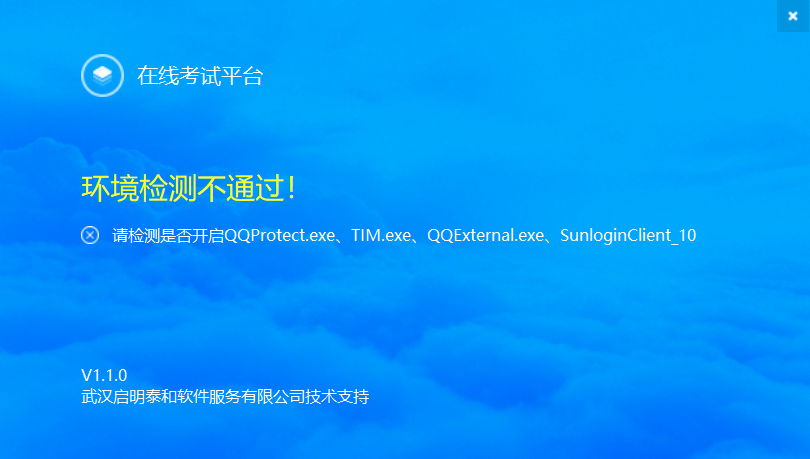 在线考试平台
环境检测不通过！
请检测是否开启QQProtect.exe、TIM.exe、QQExternal.exe、SunloginClient_10
V1.1.0
武汉启明泰和软件服务有限公司技术支持